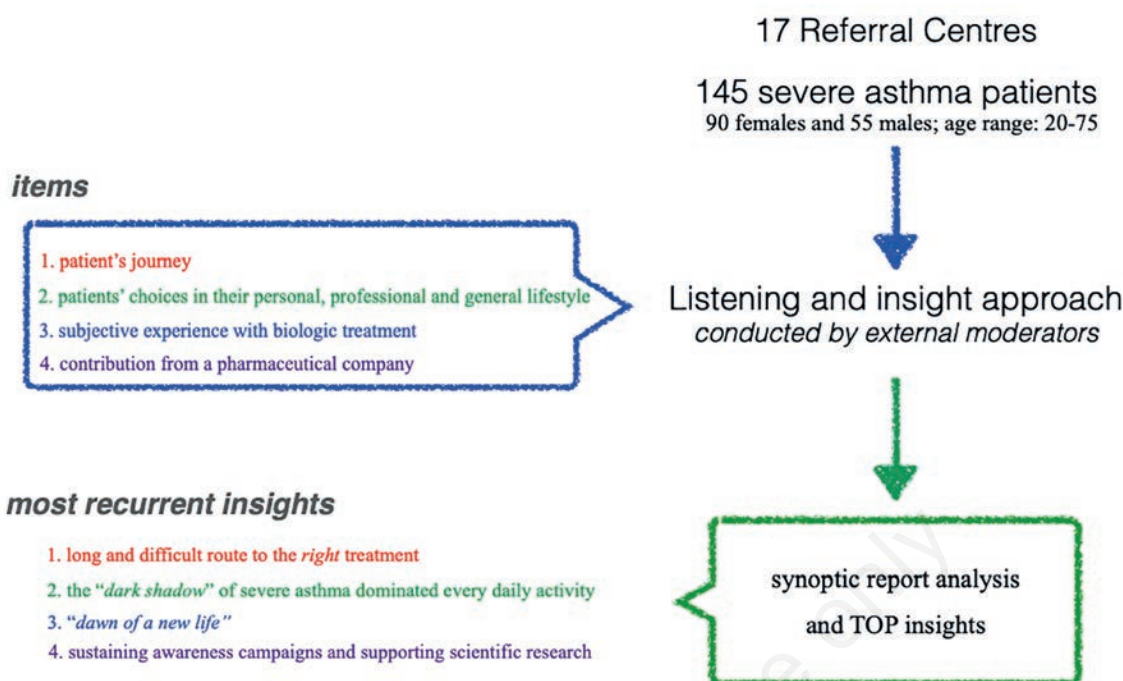 17 Referral Centres
145 severe asthma patients
90 females and 55 males; age range: 20-75
items
1. patient’s journey
2. patients’ choices in their personal, professional and general lifestyle
3. subjective experience with biologic treatment
4. contribution from a pharmaceutical company
Listening and insight approach
conducted by external moderators
most recurrent insights
1. long and difficult route to the right treatment
2. the “dark shadow” of severe asthma dominated every daily activity
3. “dawn of a new life”
4. sustaining awareness campaigns and supporting scientific research
synoptic report analysis
and TOP insights
e only